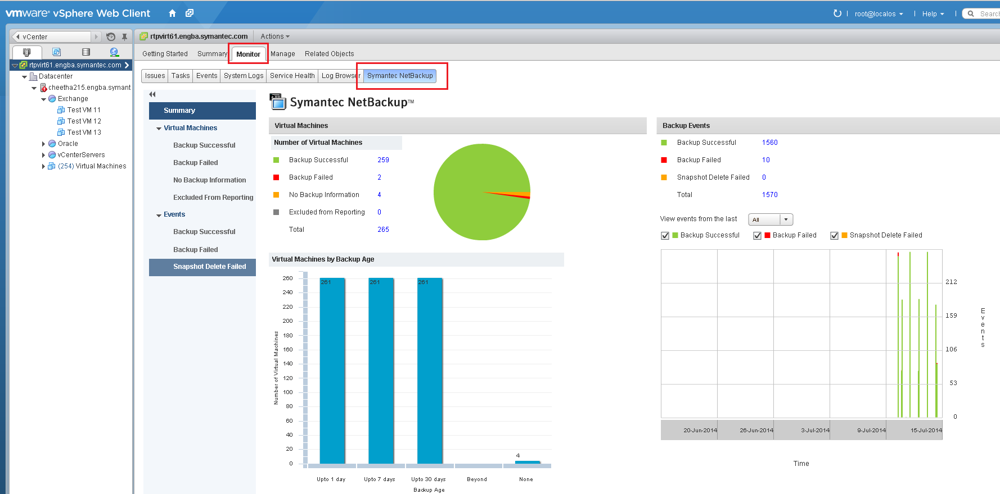 vmware® vSphere Web Client
root@localos
Help
Search
vCenter
rtpvirt61.engba.symantec.com
Datacenter
cheetha215.engba.symant
Exchange
Test VM 11
Test VM 12
Test VM 13
Oracle
vCenterServers
(254) Virtual Machines
rtpvirt61.engba.symantec.com Actions
Getting Started Summary Monitor Manage Related Objects
Issues Tasks Events System Logs Service Health Log Browser Symantec NetBackup
Summary
Virtual Machines
Backup Successful
Backup Failed
No Backup Information
Excluded From Reporting
Events
Backup Successful
Backup Failed
Snapshot Delete Failed
Symantec NetBackup™
Virtual Machines
Number of Virtual Machines
Backup Successful 259
Backup Failed 2
No Backup Information 4
Excluded from Reporting 0
Total 265
Virtual Machines by Backup Age
Number of Virtual Machines
260
240
220
200
180
160
140
120
100
80
60
40
20
0
261 261 261 4
Upto 1 day Upto 7 days Upto 30 days Beyond None
Backup Age
Backup Events
Backup Successful 1560
Backup Failed 10
Snapshot Delete Failed 0
Total 1570
View events from the last All
Backup Successful Backup Failed Snapshot Delete Failed
212
159
106
53
0
Events
20-Jun-2014 26-Jun-2014 3-Jul-2014 9-Jul-2014 15-Jul-2014
Time